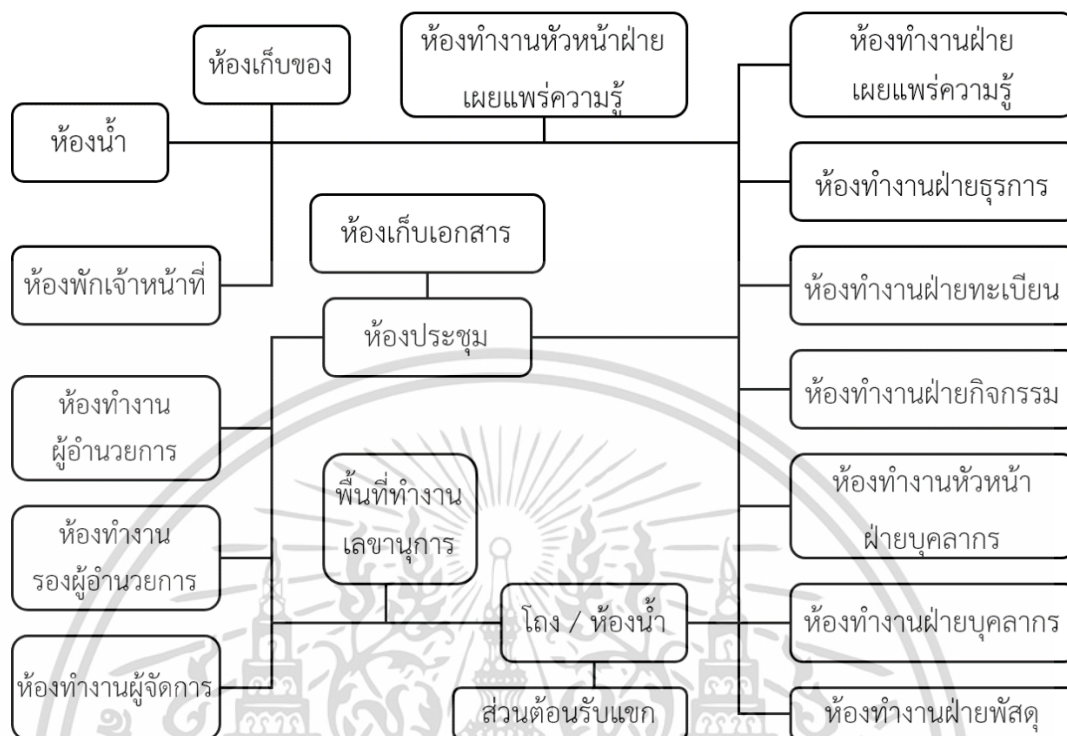 ห้องเก็บของ
ห้องทำงานหัวหน้าฝ่าย
เผยแพร่ความรู้
ห้องทำงานฝ่าย
เผยแพร่ความรู้
ห้องน้ำ
ห้องทำงานฝ่ายธุรการ
ห้องเก็บเอกสาร
ห้องพักเจ้าหน้าที่
ห้องทำงานฝ่ายทะเบียน
ห้องประชุม
ห้องทำงาน
ผู้อำนวยการ
ห้องทำงานฝ่ายกิจกรรม
พื้นที่ทำงาน
เลขานุการ
ห้องทำงานหัวหน้า
ฝ่ายบุคลากร
ห้องทำงาน
รองผู้อำนวยการ
โถง / ห้องน้ำ
ห้องทำงานฝ่ายบุคลากร
ห้องทำงานผู้จัดการ
ส่วนต้อนรับแขก
ห้องทำงานฝ่ายพัสดุ